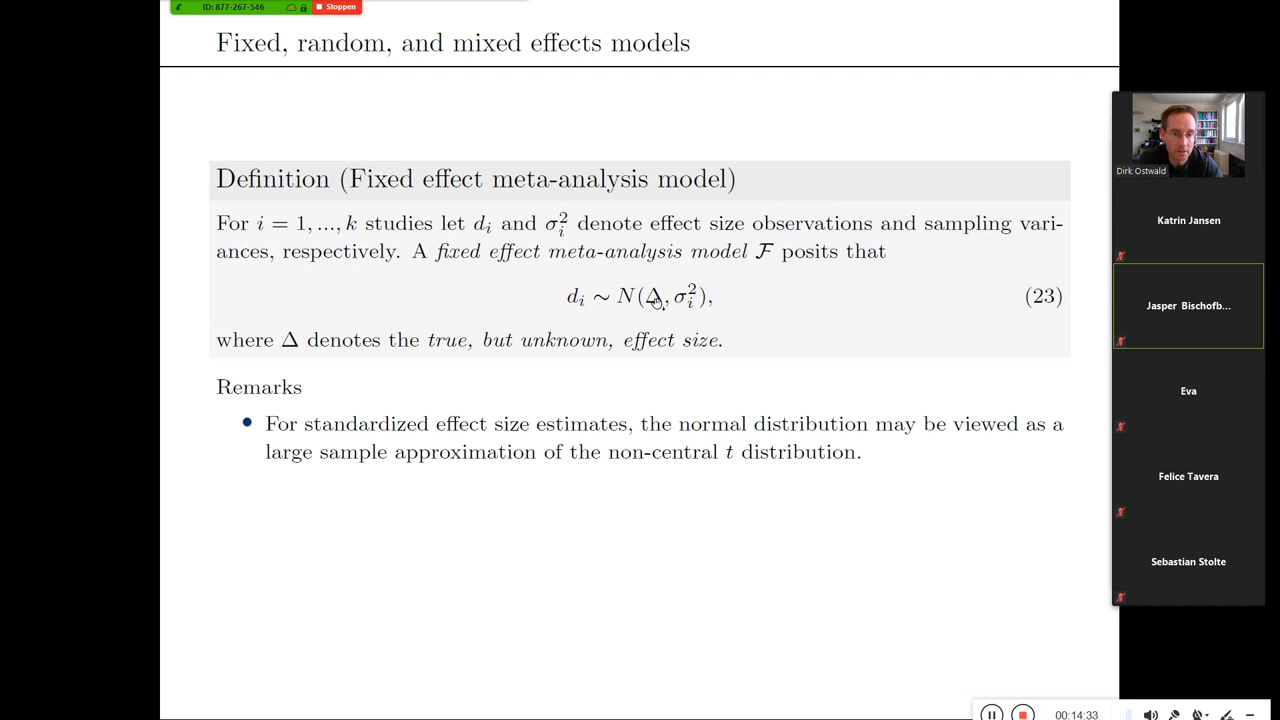 ID: 877-267-546 Stoppen
Fixed, random, and mixed effects models
Definition (Fixed effect meta-analysis model)
For i = 1, ..., k studies let dᵢ and σᵢ² denote effect size observations and sampling vari-
ances, respectively. A fixed effect meta-analysis model ℱ posits that
dᵢ ∼ N(Δ, σᵢ²), (23)
where Δ denotes the true, but unknown, effect size.
Remarks
• For standardized effect size estimates, the normal distribution may be viewed as a
large sample approximation of the non-central t distribution.
Dirk Ostwald
Katrin Jansen
Jasper Bischofb...
Eva
Felice Tavera
Sebastian Stolte
00:14:33